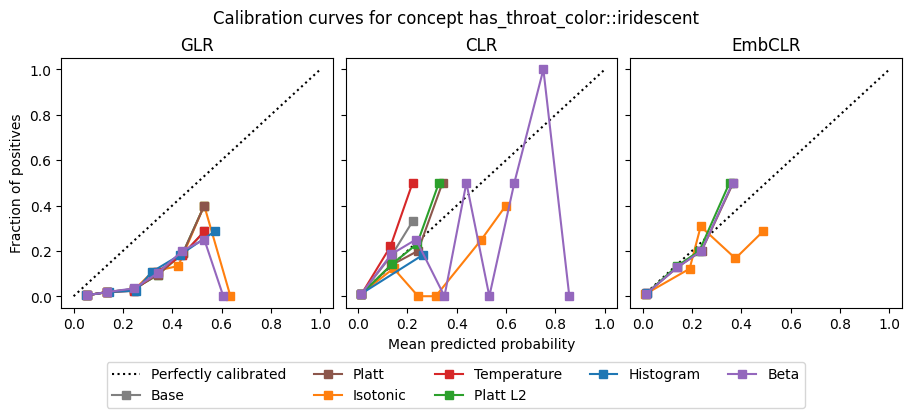 Calibration curves for concept has_throat_color::iridescent
GLR
CLR
EmbCLR
Fraction of positives
1.0
0.8
0.6
0.4
0.2
0.0
0.0 0.2 0.4 0.6 0.8 1.0
0.0 0.2 0.4 0.6 0.8 1.0
0.0 0.2 0.4 0.6 0.8 1.0
Mean predicted probability
Perfectly calibrated Platt Temperature Histogram Beta
Base Isotonic Platt L2